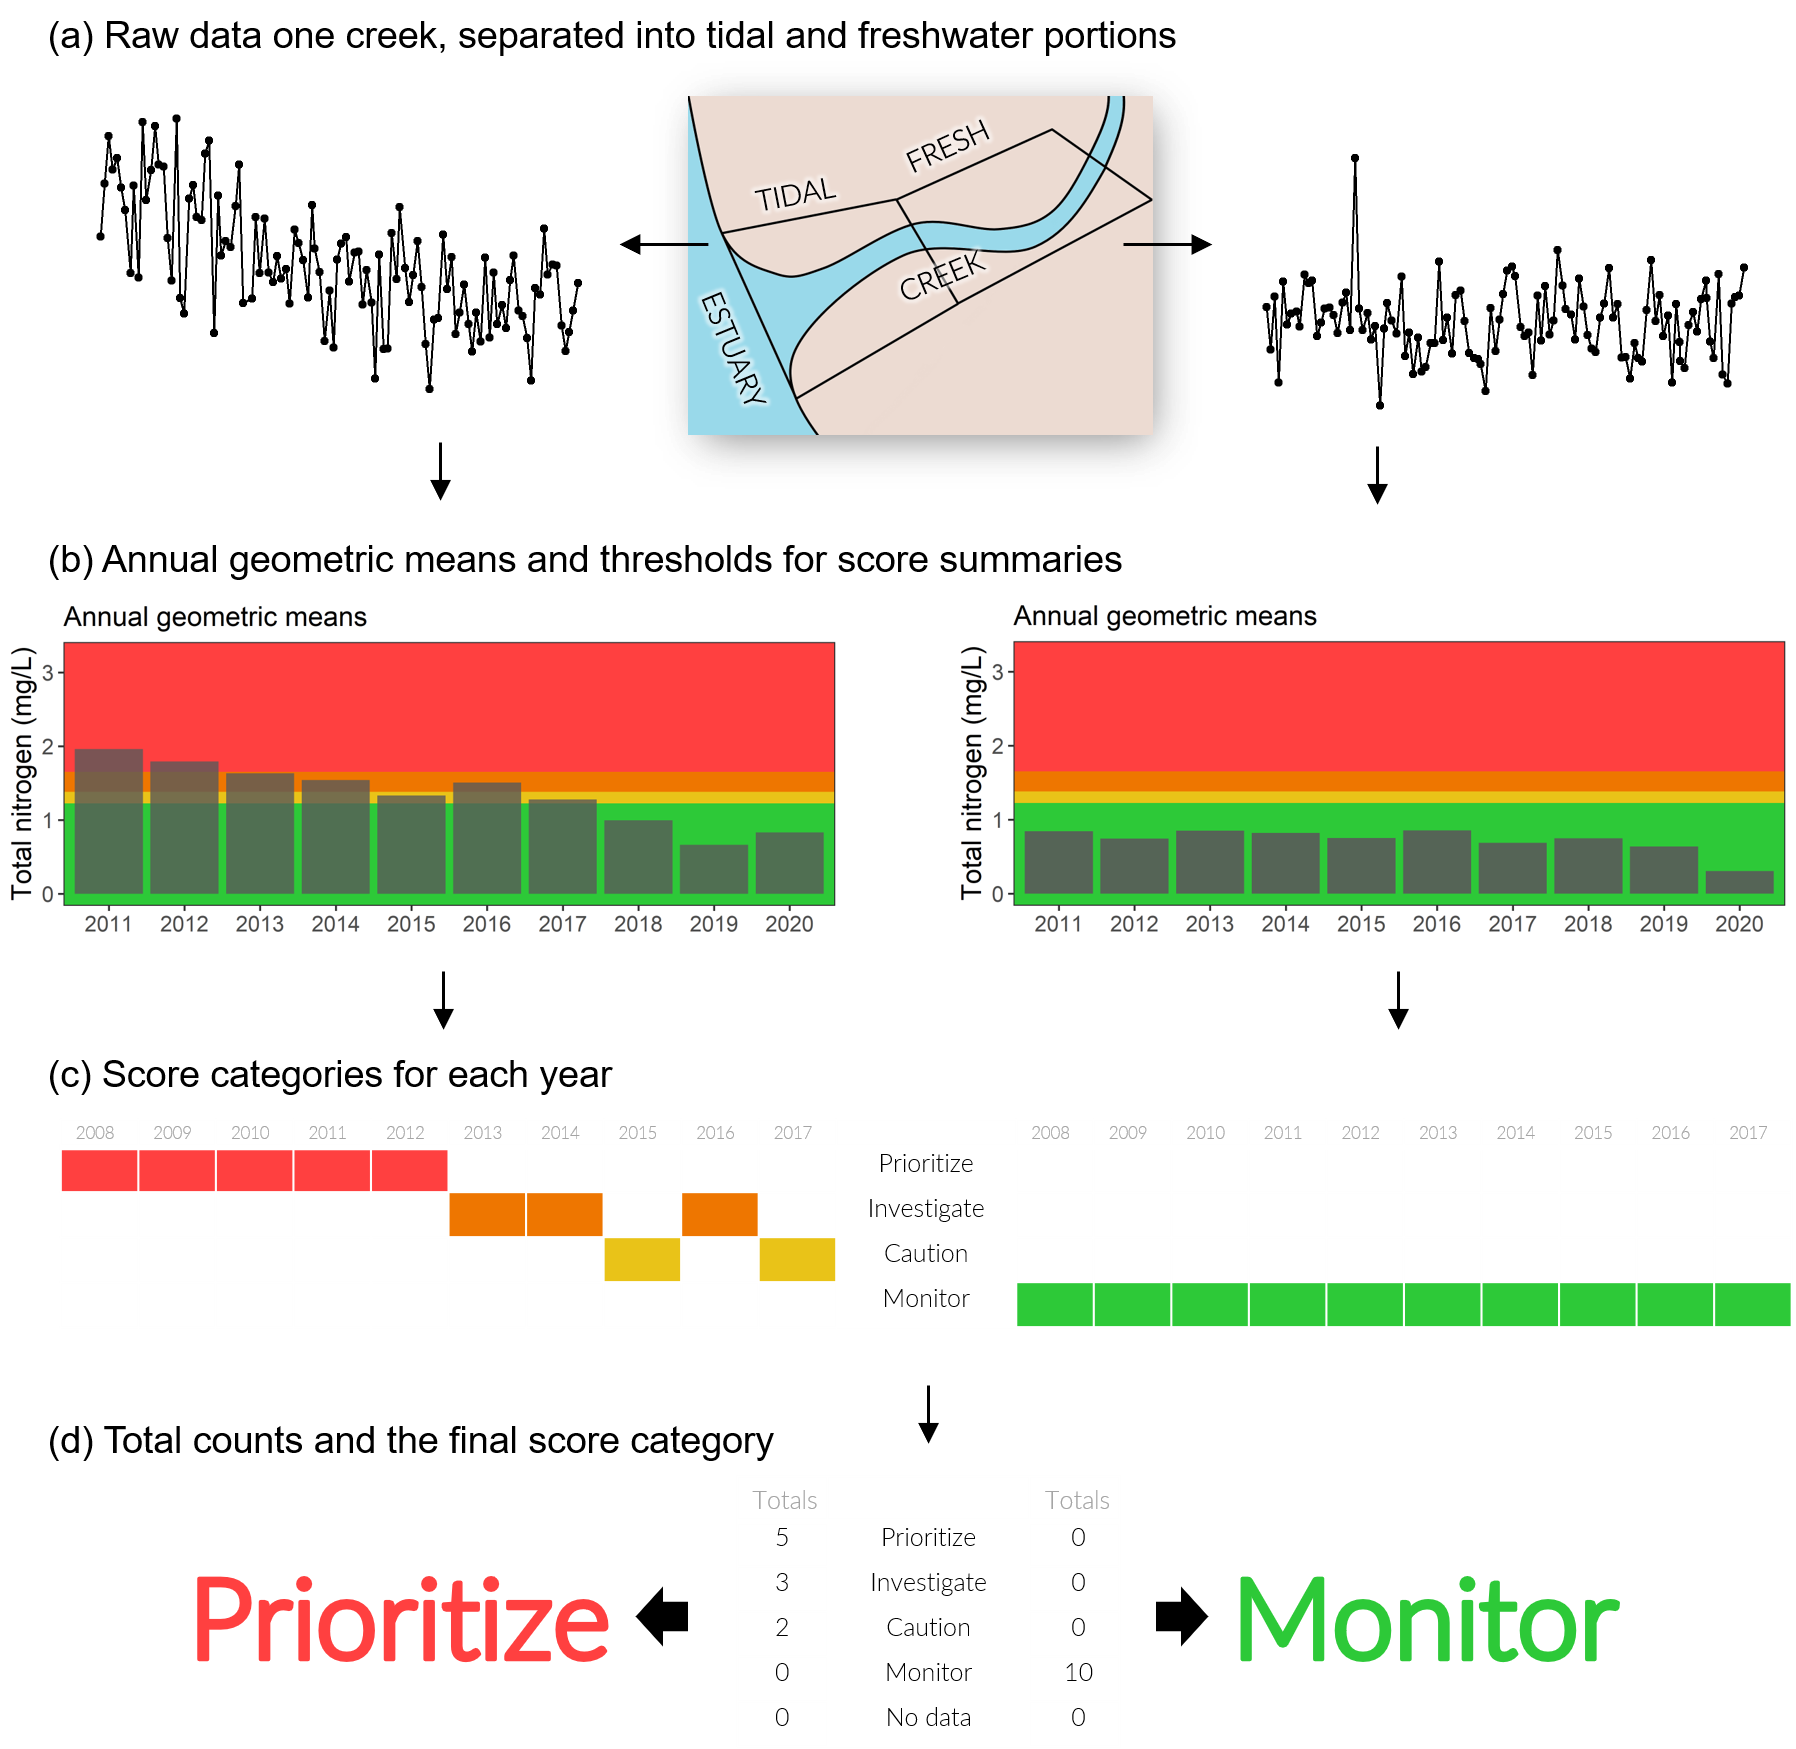 (a) Raw data one creek, separated into tidal and freshwater portions
FRESH
TIDAL
CREEK
ESTUARY
(b) Annual geometric means and thresholds for score summaries
Annual geometric means
Total nitrogen (mg/L)
3
2
1
0
2011 2012 2013 2014 2015 2016 2017 2018 2019 2020
Annual geometric means
Total nitrogen (mg/L)
3
2
1
0
2011 2012 2013 2014 2015 2016 2017 2018 2019 2020
(c) Score categories for each year
2008 2009 2010 2011 2012 2013 2014 2015 2016 2017
2008 2009 2010 2011 2012 2013 2014 2015 2016 2017
Prioritize
Investigate
Caution
Monitor
(d) Total counts and the final score category
Totals Totals
5 Prioritize 0
3 Investigate 0
2 Caution 0
0 Monitor 10
0 No data 0
Prioritize
Monitor